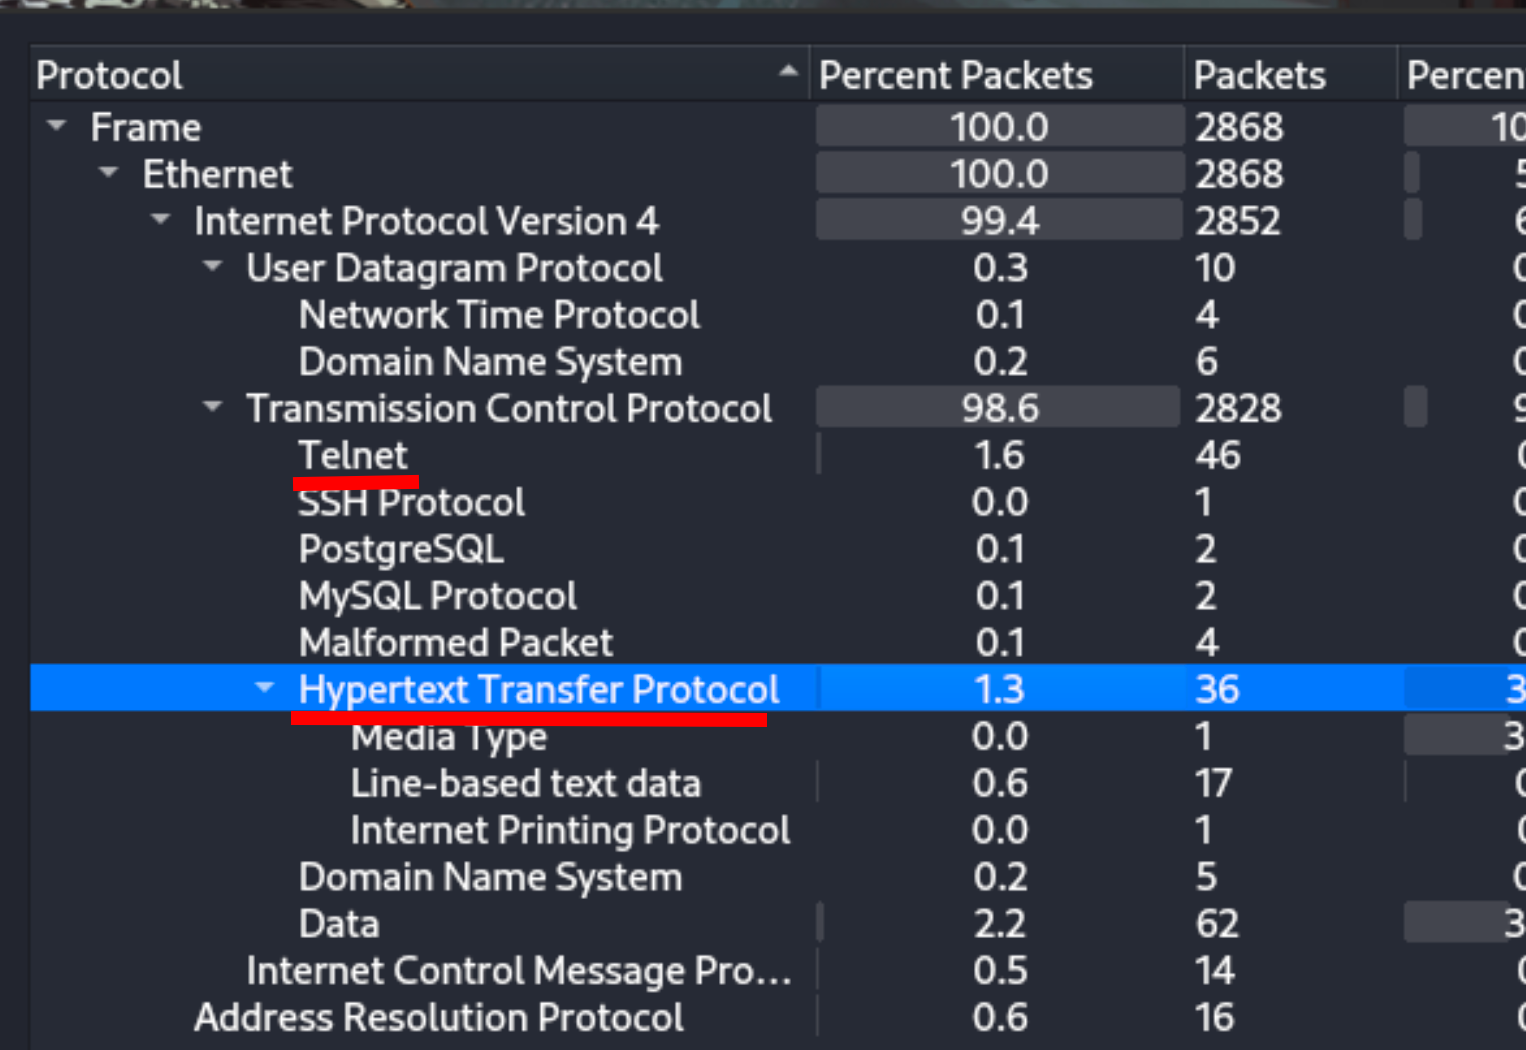 Protocol Percent Packets Packets Percen
Frame 100.0 2868 10
Ethernet 100.0 2868 5
Internet Protocol Version 4 99.4 2852 6
User Datagram Protocol 0.3 10 0
Network Time Protocol 0.1 4 0
Domain Name System 0.2 6 0
Transmission Control Protocol 98.6 2828 9
Telnet 1.6 46 0
SSH Protocol 0.0 1 0
PostgreSQL 0.1 2 0
MySQL Protocol 0.1 2 0
Malformed Packet 0.1 4 0
Hypertext Transfer Protocol 1.3 36 3
Media Type 0.0 1 3
Line-based text data 0.6 17 0
Internet Printing Protocol 0.0 1 0
Domain Name System 0.2 5 0
Data 2.2 62 3
Internet Control Message Pro... 0.5 14 0
Address Resolution Protocol 0.6 16 0